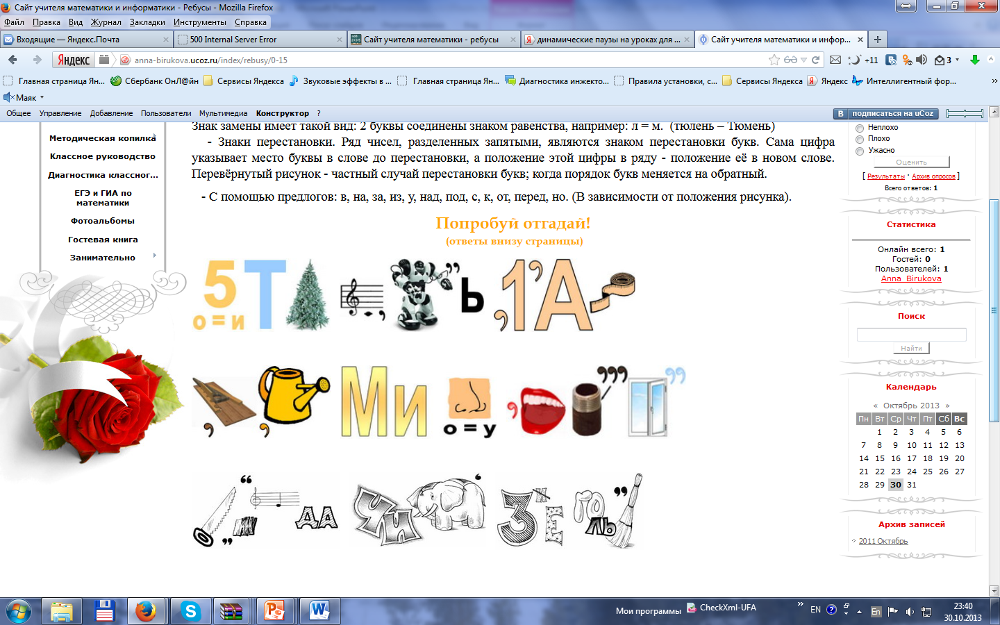 Сайт учителя математики и информатики - Ребусы - Mozilla Firefox
Файл Правка Вид Журнал Закладки Инструменты Справка
Входящие — Яндекс.Почта
500 Internal Server Error
Сайт учителя математики - ребусы
динамические паузы на уроках для ...
Сайт учителя математики и инфор...
Яндекс
anna-birukova.ucoz.ru/index/rebusy/0-15
+11
3
Главная страница Ян...
Сбербанк ОнЛ@йн
Сервисы Яндекса
Звуковые эффекты в ...
Главная страница Ян...
Диагностика инжекто...
Правила установки, с...
Сервисы Яндекса
Яндекс
Интеллигентный фор...
Маяк
Общее Управление Добавление Пользователи Мультимедиа Конструктор ?
В подписаться на uCoz
Методическая копилка
Классное руководство
Диагностика классног...
ЕГЭ и ГИА по
математики
Фотоальбомы
Гостевая книга
Занимательно
Знак замены имеет такой вид: 2 буквы соединены знаком равенства, например: л = м. (тюлень – Тюмень)
- Знаки перестановки. Ряд чисел, разделенных запятыми, являются знаком перестановки букв. Сама цифра
указывает место буквы в слове до перестановки, а положение этой цифры в ряду - положение её в новом слове.
Перевёрнутый рисунок - частный случай перестановки букв; когда порядок букв меняется на обратный.
- С помощью предлогов: в, на, за, из, у, над, под, с, к, от, перед, но. (В зависимости от положения рисунка).
Попробуй отгадай!
(ответы внизу страницы)
5 Т
о = и
,, ь
,1'А
, ,
Ми
о = у
, ,,, ,,
,, ,, ли да
чи ,
З к е
голь ,,
Неплохо
Плохо
Ужасно
Оценить
[ Результаты · Архив опросов ]
Всего ответов: 1
Статистика
Онлайн всего: 1
Гостей: 0
Пользователей: 1
Anna_Birukova
Поиск
Найти
Календарь
« Октябрь 2013 »
Пн Вт Ср Чт Пт Сб Вс
1 2 3 4 5 6
7 8 9 10 11 12 13
14 15 16 17 18 19 20
21 22 23 24 25 26 27
28 29 30 31
Архив записей
2011 Октябрь
Мои программы
CheckXml-UFA
EN
En
23:40
30.10.2013